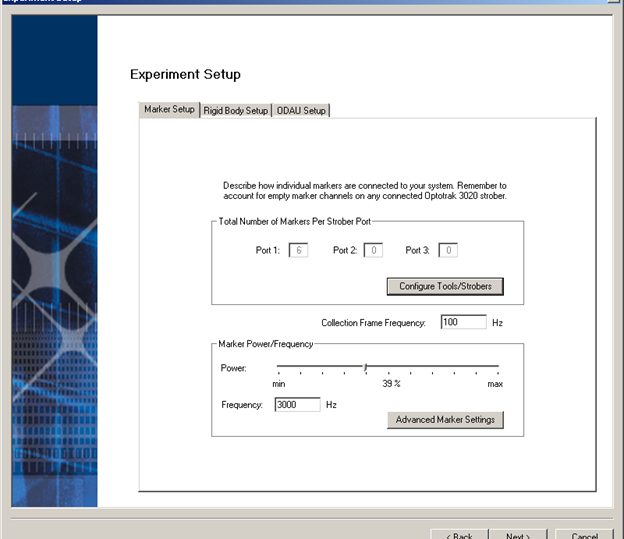 Experiment Setup
Experiment Setup
Marker Setup Rigid Body Setup ODAU Setup
Describe how individual markers are connected to your system. Remember to
account for empty marker channels on any connected Optotrak 3020 strober.
Total Number of Markers Per Strober Port
Port 1: 6 Port 2: 0 Port 3: 0
Configure Tools/Strobers
Collection Frame Frequency: 100 Hz
Marker Power/Frequency
Power:
min 39 % max
Frequency: 3000 Hz
Advanced Marker Settings
< Back Next > Cancel